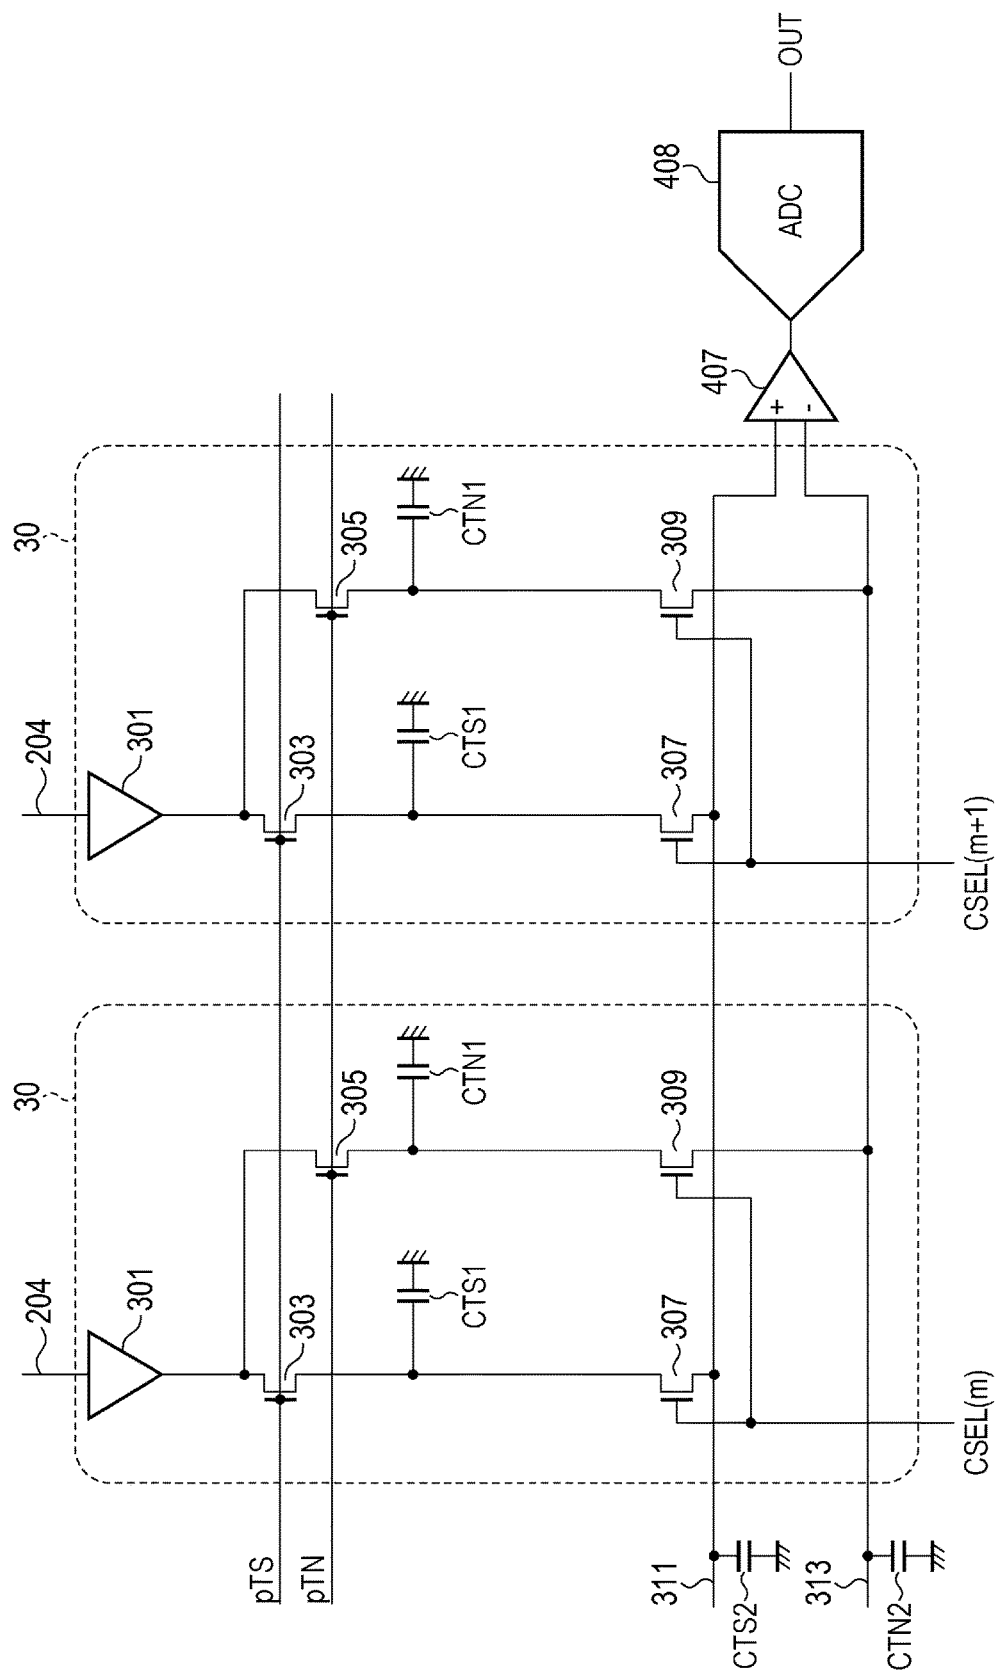 204
30
204
30
301
301
pTS
303
303
pTN
305
305
CTS1
CTN1
CTS1
CTN1
311
307
309
307
309
CTS2
313
CTN2
CSEL(m)
CSEL(m+1)
407
+
-
408
ADC
OUT